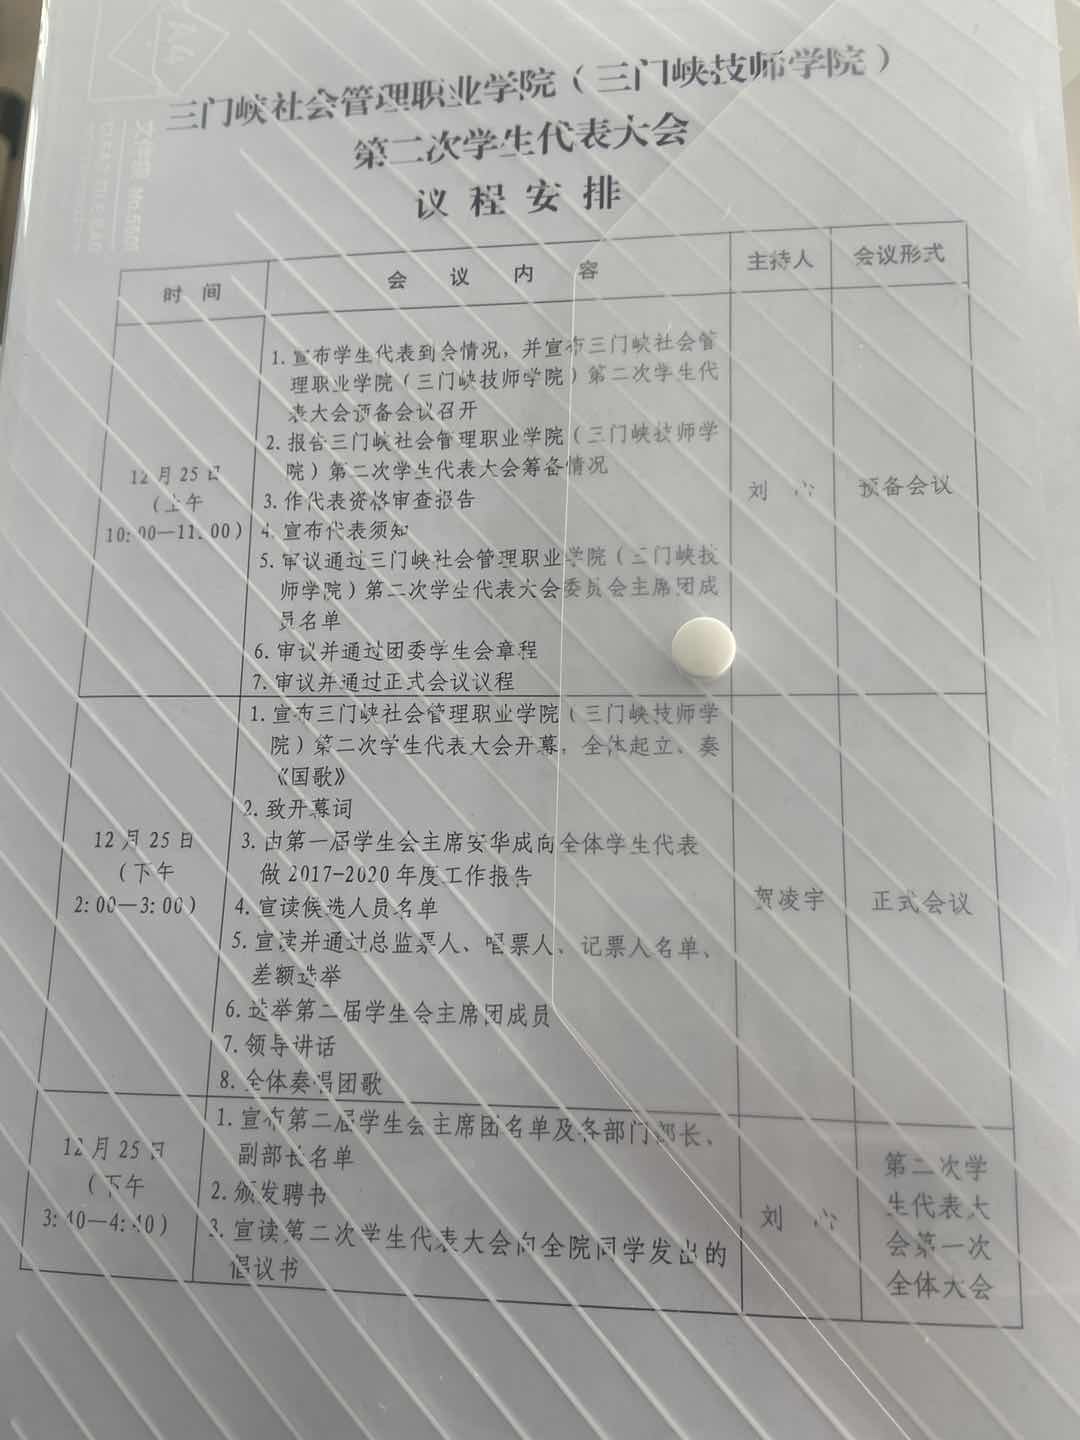 三门峡社会管理职业学院（三门峡技师学院）
第二次学生代表大会
议程安排
时间 会议内容 主持人 会议形式
12月25日
（上午
10:00—11:00）
1. 宣布学生代表到会情况，并宣布三门峡社会管
理职业学院（三门峡技师学院）第二次学生代
表大会预备会议召开
2. 报告三门峡社会管理职业学院（三门峡技师学
院）第二次学生代表大会筹备情况
3. 作代表资格审查报告
4. 宣布代表须知
5. 审议通过三门峡社会管理职业学院（三门峡技
师学院）第二次学生代表大会委员会主席团成
员名单
6. 审议并通过团委学生会章程
7. 审议并通过正式会议议程
刘 心
预备会议
12月25日
（下午
2:00—3:00）
1. 宣布三门峡社会管理职业学院（三门峡技师学
院）第二次学生代表大会开幕，全体起立、奏
《国歌》
2. 致开幕词
3. 由第一届学生会主席安华成向全体学生代表
做2017-2020年度工作报告
4. 宣读候选人员名单
5. 宣读并通过总监票人、唱票人、记票人名单、
差额选举
6. 选举第二届学生会主席团成员
7. 领导讲话
8. 全体奏唱团歌
贺凌宇
正式会议
12月25日
（下午
3:40—4:40）
1. 宣布第二届学生会主席团名单及各部门部长、
副部长名单
2. 颁发聘书
3. 宣读第二次学生代表大会向全院同学发出的
倡议书
刘 心
第二次学
生代表大
会第一次
全体大会